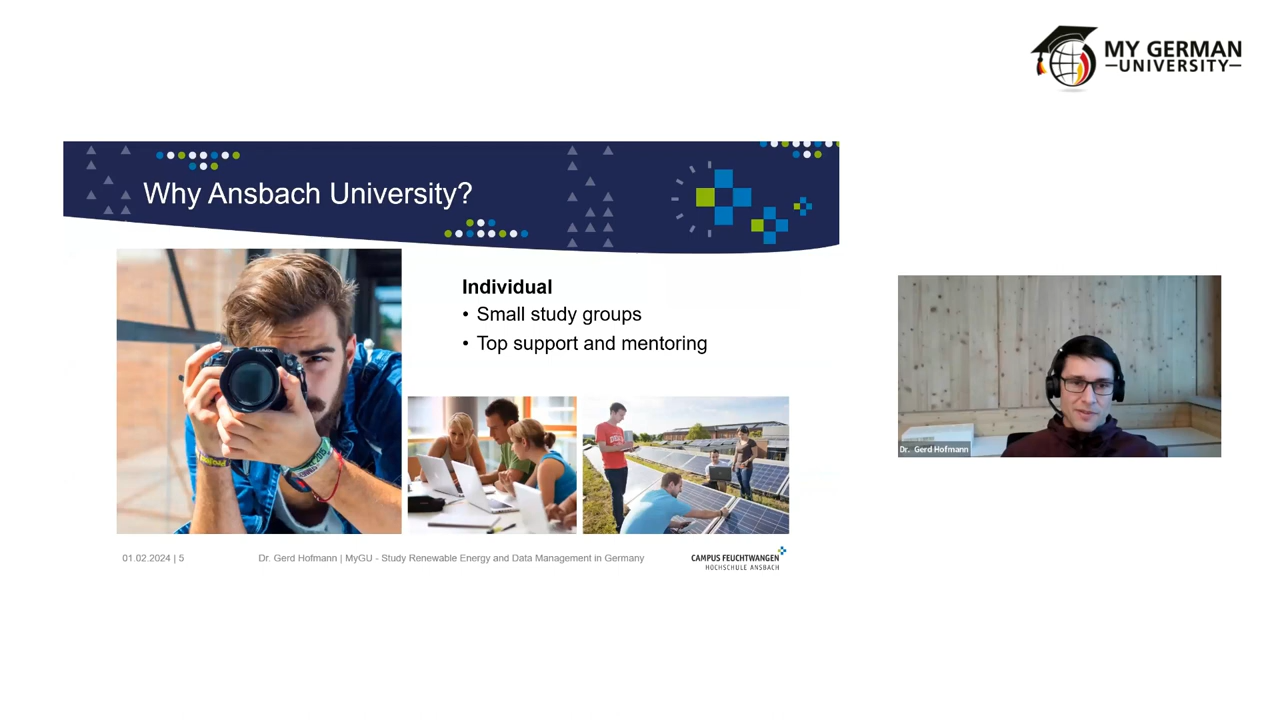 MY GERMAN
UNIVERSITY
Why Ansbach University?
Individual
• Small study groups
• Top support and mentoring
LUMIX
Dr. Gerd Hofmann
01.02.2024 | 5
Dr. Gerd Hofmann | MyGU - Study Renewable Energy and Data Management in Germany
CAMPUS FEUCHTWANGEN
HOCHSCHULE ANSBACH